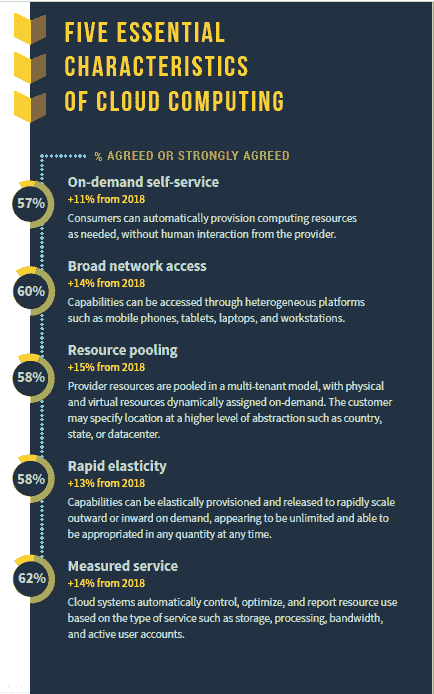 FIVE ESSENTIAL
CHARACTERISTICS
OF CLOUD COMPUTING
% AGREED OR STRONGLY AGREED
57%
On-demand self-service
+11% from 2018
Consumers can automatically provision computing resources
as needed, without human interaction from the provider.
60%
Broad network access
+14% from 2018
Capabilities can be accessed through heterogeneous platforms
such as mobile phones, tablets, laptops, and workstations.
58%
Resource pooling
+15% from 2018
Provider resources are pooled in a multi-tenant model, with physical
and virtual resources dynamically assigned on-demand. The customer
may specify location at a higher level of abstraction such as country,
state, or datacenter.
58%
Rapid elasticity
+13% from 2018
Capabilities can be elastically provisioned and released to rapidly scale
outward or inward on demand, appearing to be unlimited and able to
be appropriated in any quantity at any time.
62%
Measured service
+14% from 2018
Cloud systems automatically control, optimize, and report resource use
based on the type of service such as storage, processing, bandwidth,
and active user accounts.